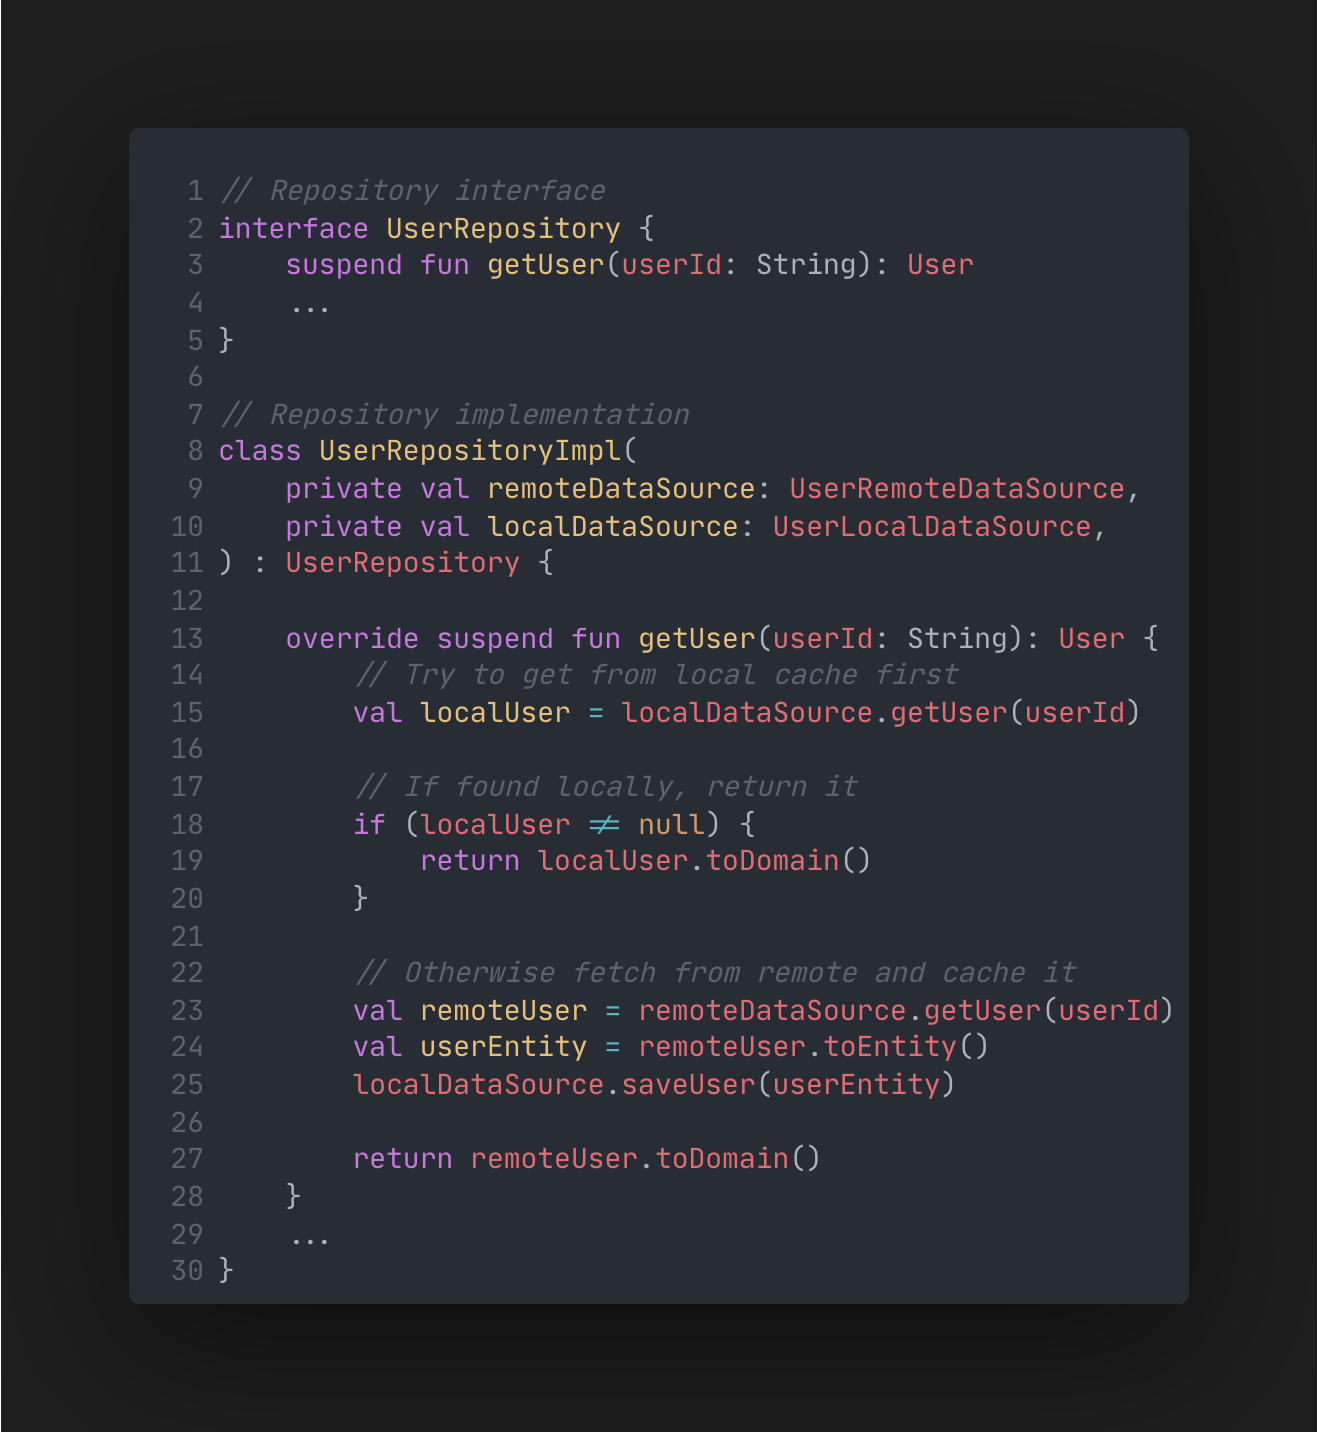 1 // Repository interface
2 interface UserRepository {
3     suspend fun getUser(userId: String): User
4     ...
5 }
6
7 // Repository implementation
8 class UserRepositoryImpl(
9     private val remoteDataSource: UserRemoteDataSource,
10     private val localDataSource: UserLocalDataSource,
11 ) : UserRepository {
12
13     override suspend fun getUser(userId: String): User {
14         // Try to get from local cache first
15         val localUser = localDataSource.getUser(userId)
16
17         // If found locally, return it
18         if (localUser != null) {
19             return localUser.toDomain()
20         }
21
22         // Otherwise fetch from remote and cache it
23         val remoteUser = remoteDataSource.getUser(userId)
24         val userEntity = remoteUser.toEntity()
25         localDataSource.saveUser(userEntity)
26
27         return remoteUser.toDomain()
28     }
29     ...
30 }